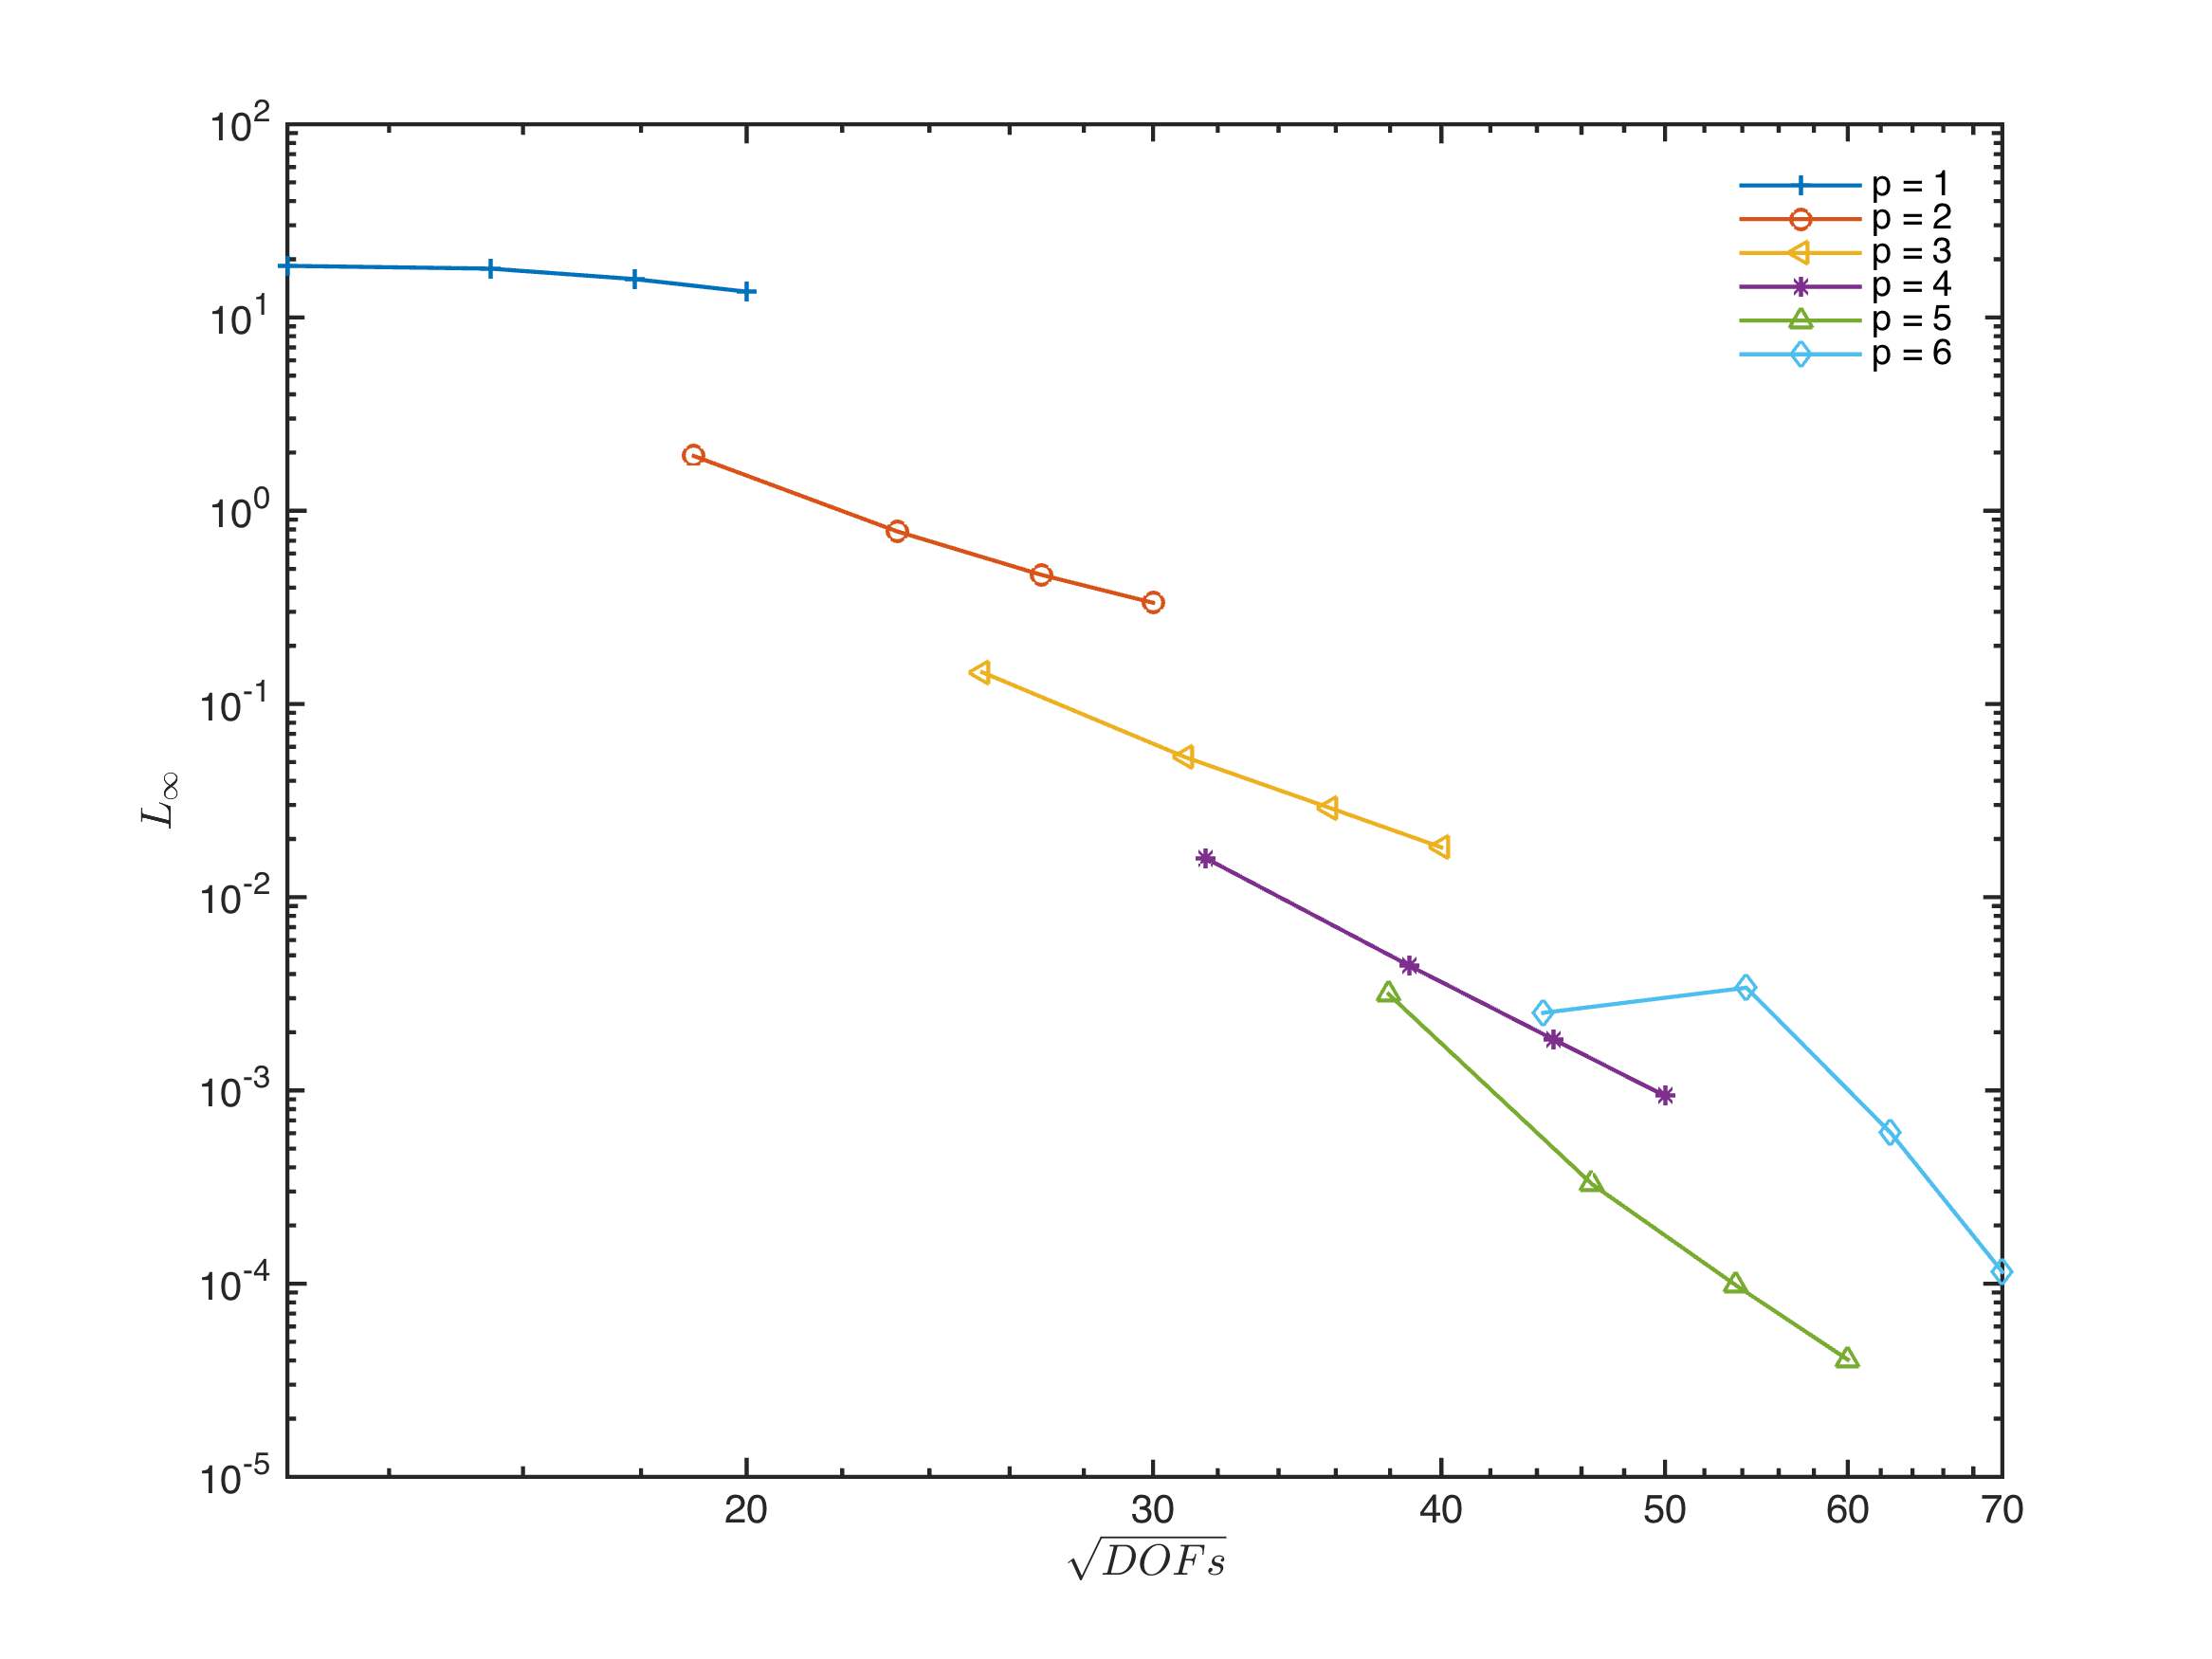 10^2
10^1
10^0
10^-1
10^-2
10^-3
10^-4
10^-5
L∞
p = 1
p = 2
p = 3
p = 4
p = 5
p = 6
20 30 40 50 60 70
√DOFs